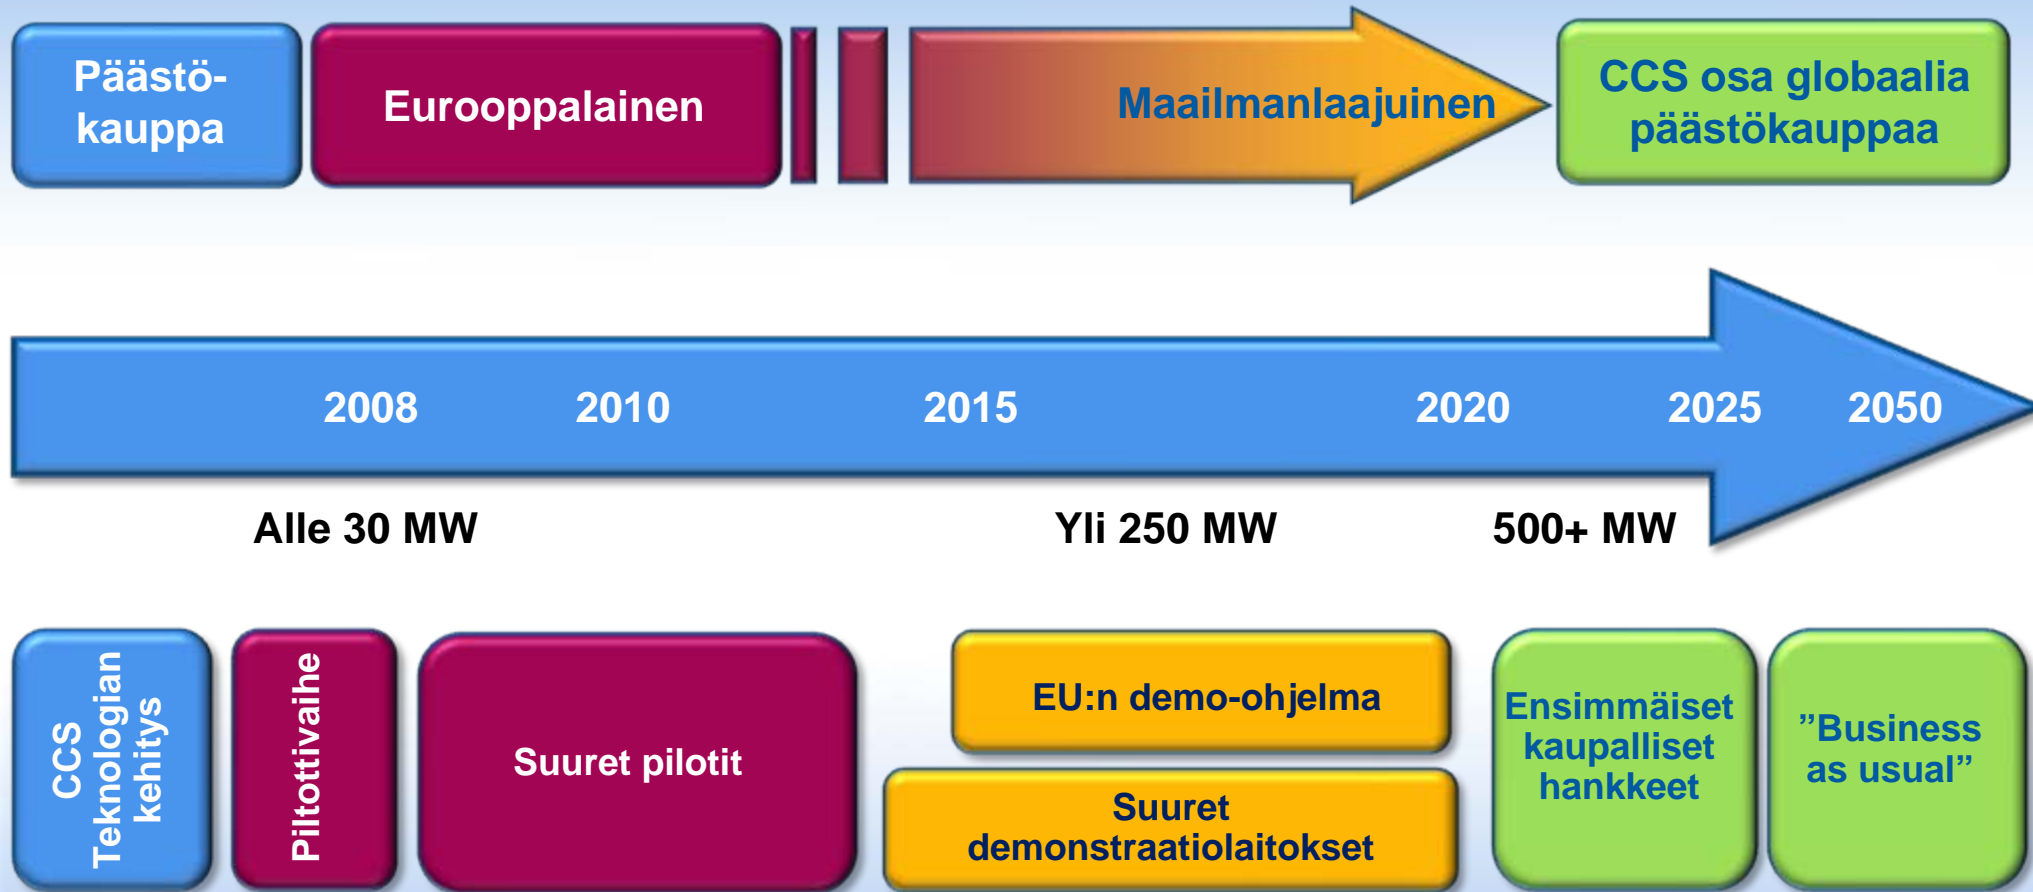 Päästö-
kauppa
Eurooppalainen
Maailmanlaajuinen
CCS osa globaalia
päästökauppaa
2008
2010
2015
2020
2025
2050
Alle 30 MW
Yli 250 MW
500+ MW
CCS
Teknologian
kehitys
Piltottivaihe
Suuret pilotit
EU:n demo-ohjelma
Suuret
demonstraatiolaitokset
Ensimmäiset
kaupalliset
hankkeet
”Business
as usual”